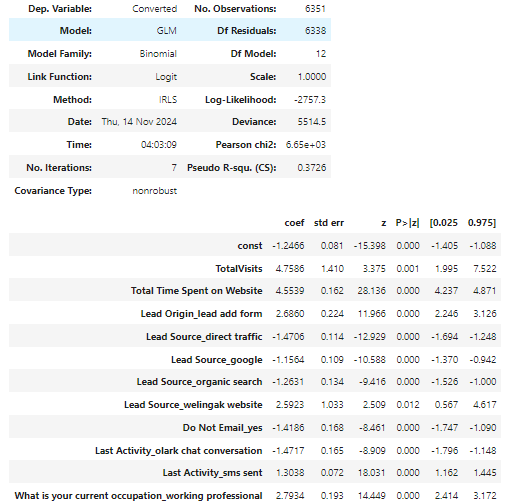 Dep. Variable: Converted No. Observations: 6351
Model: GLM Df Residuals: 6338
Model Family: Binomial Df Model: 12
Link Function: Logit Scale: 1.0000
Method: IRLS Log-Likelihood: -2757.3
Date: Thu, 14 Nov 2024 Deviance: 5514.5
Time: 04:03:09 Pearson chi2: 6.65e+03
No. Iterations: 7 Pseudo R-squ. (CS): 0.3726
Covariance Type: nonrobust
coef std err z P>|z| [0.025 0.975]
const -1.2466 0.081 -15.398 0.000 -1.405 -1.088
TotalVisits 4.7586 1.410 3.375 0.001 1.995 7.522
Total Time Spent on Website 4.5539 0.162 28.136 0.000 4.237 4.871
Lead Origin_lead add form 2.6860 0.224 11.966 0.000 2.246 3.126
Lead Source_direct traffic -1.4706 0.114 -12.929 0.000 -1.694 -1.248
Lead Source_google -1.1564 0.109 -10.588 0.000 -1.370 -0.942
Lead Source_organic search -1.2631 0.134 -9.416 0.000 -1.526 -1.000
Lead Source_welingak website 2.5923 1.033 2.509 0.012 0.567 4.617
Do Not Email_yes -1.4186 0.168 -8.461 0.000 -1.747 -1.090
Last Activity_olark chat conversation -1.4717 0.165 -8.909 0.000 -1.796 -1.148
Last Activity_sms sent 1.3038 0.072 18.031 0.000 1.162 1.445
What is your current occupation_working professional 2.7934 0.193 14.449 0.000 2.414 3.172